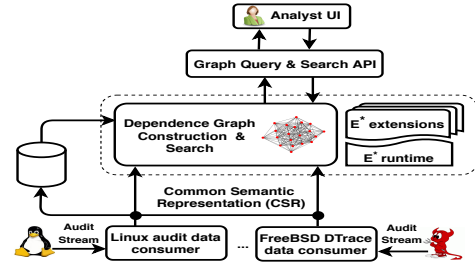 Analyst UI
Graph Query & Search API
Dependence Graph
Construction &
Search
E* extensions
E* runtime
Common Semantic
Representation (CSR)
Audit
Stream
Linux audit data
consumer
...
FreeBSD DTrace
data consumer
Audit
Stream